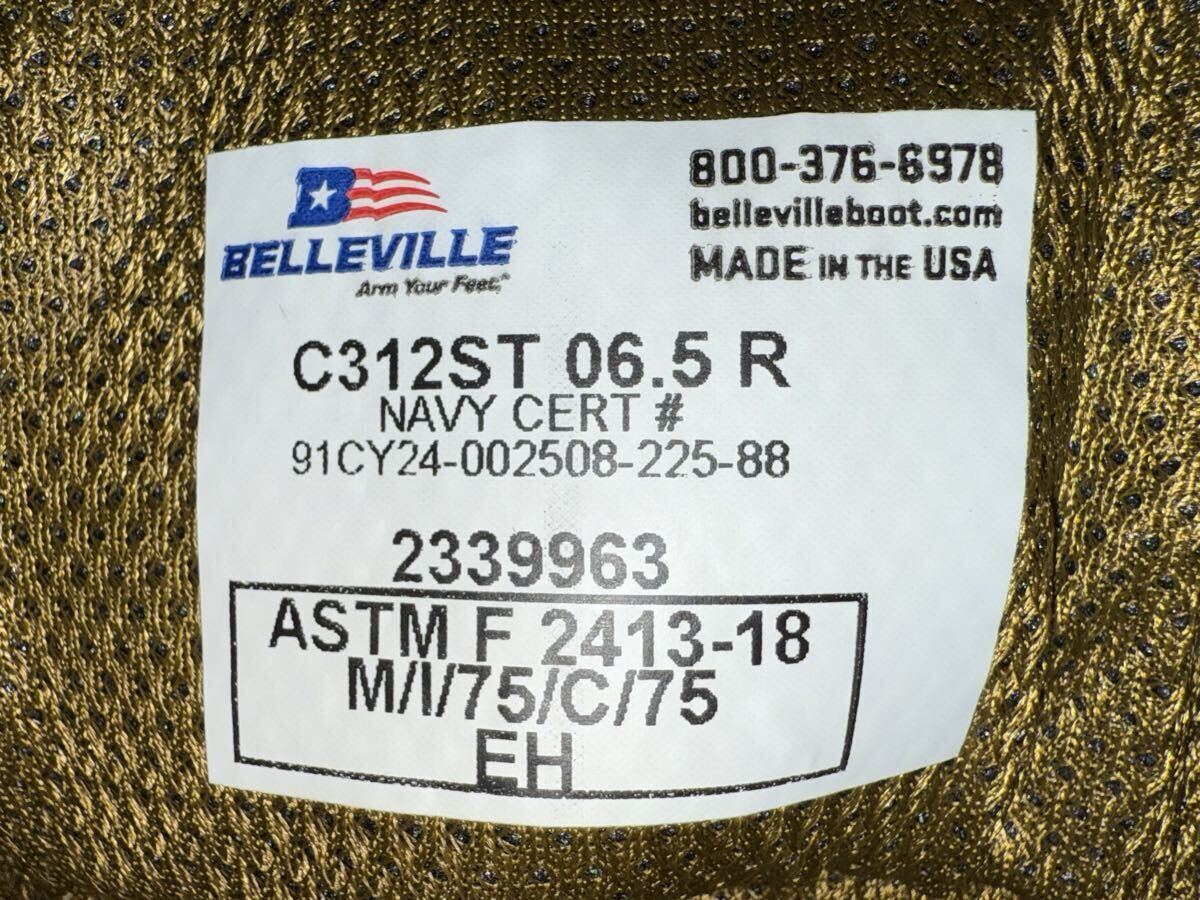 B
BELLEVILLE
Arm Your Feet.®
800-376-6978
bellevilleboot.com
MADE IN THE USA
C312ST 06.5 R
NAVY CERT #
91CY24-002508-225-88
2339963
ASTM F 2413-18
M/I/75/C/75
EH